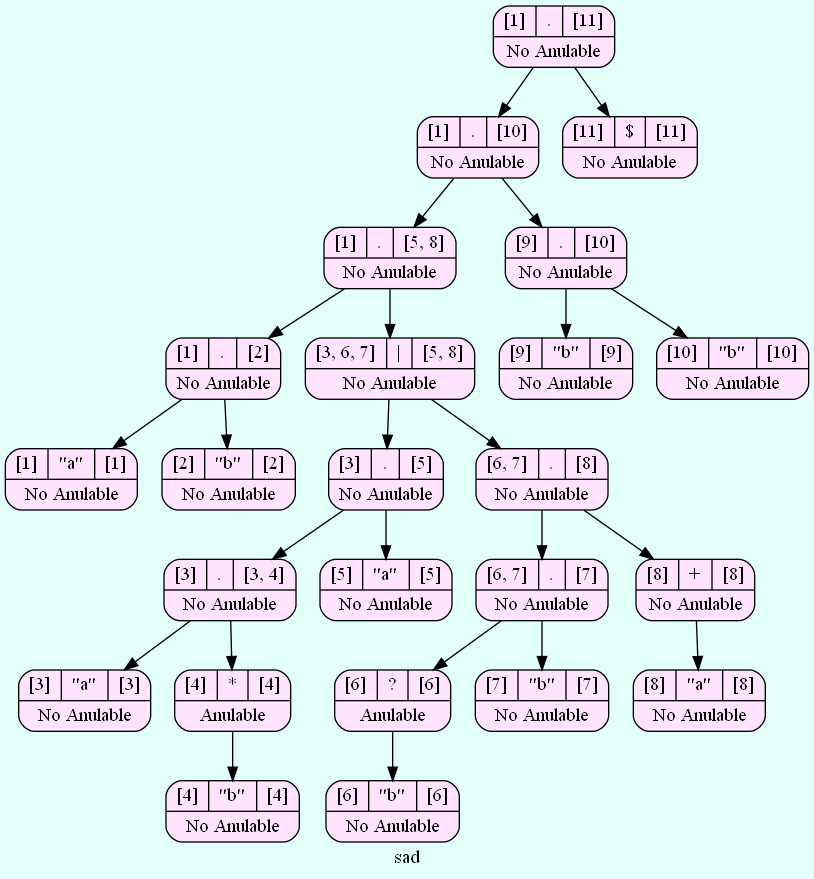 [1] . [11]
No Anulable
[1] . [10]
No Anulable
[11] $ [11]
No Anulable
[1] . [5, 8]
No Anulable
[9] . [10]
No Anulable
[1] . [2]
No Anulable
[3, 6, 7] | [5, 8]
No Anulable
[9] "b" [9]
No Anulable
[10] "b" [10]
No Anulable
[1] "a" [1]
No Anulable
[2] "b" [2]
No Anulable
[3] . [5]
No Anulable
[6, 7] . [8]
No Anulable
[3] . [3, 4]
No Anulable
[5] "a" [5]
No Anulable
[6, 7] . [7]
No Anulable
[8] + [8]
No Anulable
[3] "a" [3]
No Anulable
[4] * [4]
Anulable
[6] ? [6]
Anulable
[7] "b" [7]
No Anulable
[8] "a" [8]
No Anulable
[4] "b" [4]
No Anulable
[6] "b" [6]
No Anulable
sad